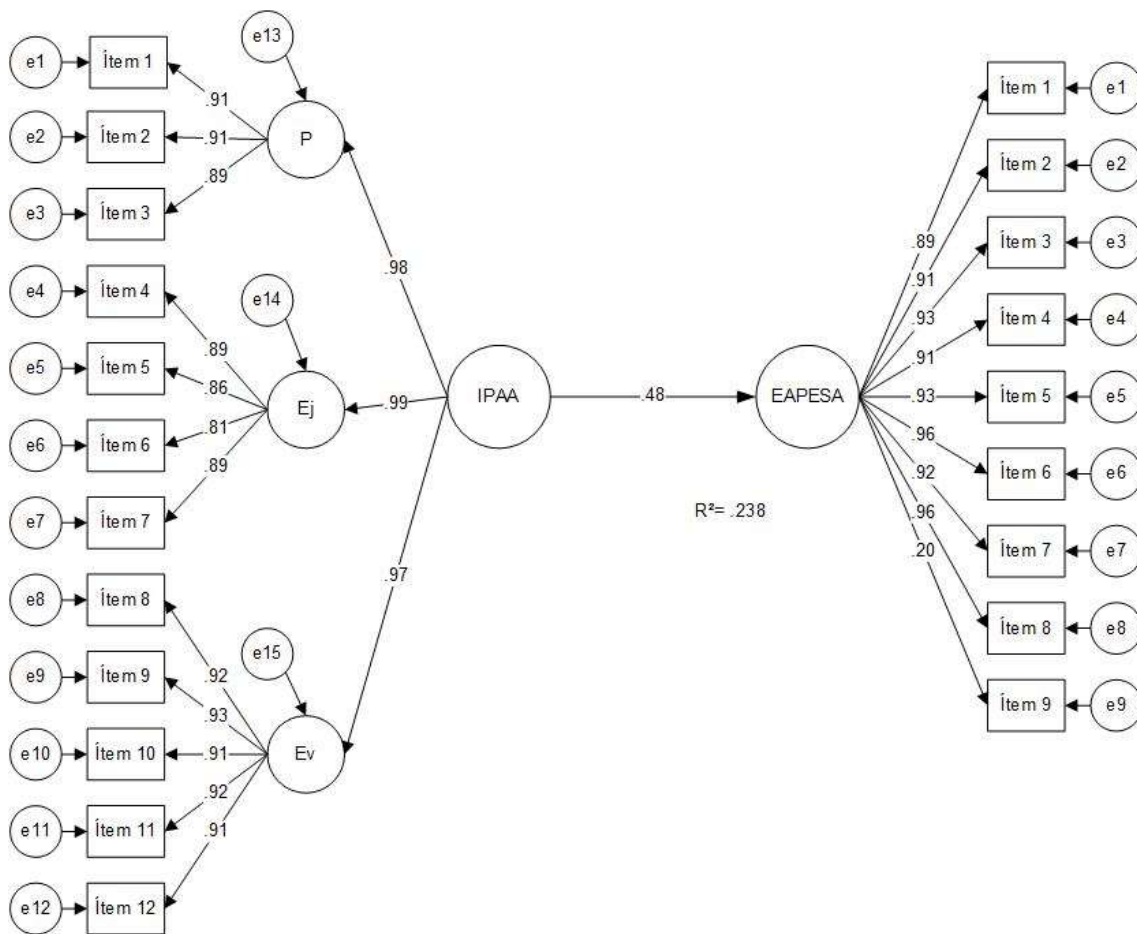 e13
e1 Ítem 1
.91
e2 Ítem 2 .91 P
.89
e3 Ítem 3
.98
e4 Ítem 4
e14
.89
e5 Ítem 5
.86 Ej .99
.81
e6 Ítem 6
.89
e7 Ítem 7
.97
e8 Ítem 8
e15
.92
e9 Ítem 9
.93
e10 Ítem 10 .91 Ev
.92
e11 Ítem 11
.91
e12 Ítem 12
IPAA .48 EAPESA
R²= .238
.89 Ítem 1 e1
.91 Ítem 2 e2
.93 Ítem 3 e3
.91 Ítem 4 e4
.93 Ítem 5 e5
.96 Ítem 6 e6
.92 Ítem 7 e7
.96 Ítem 8 e8
.20 Ítem 9 e9